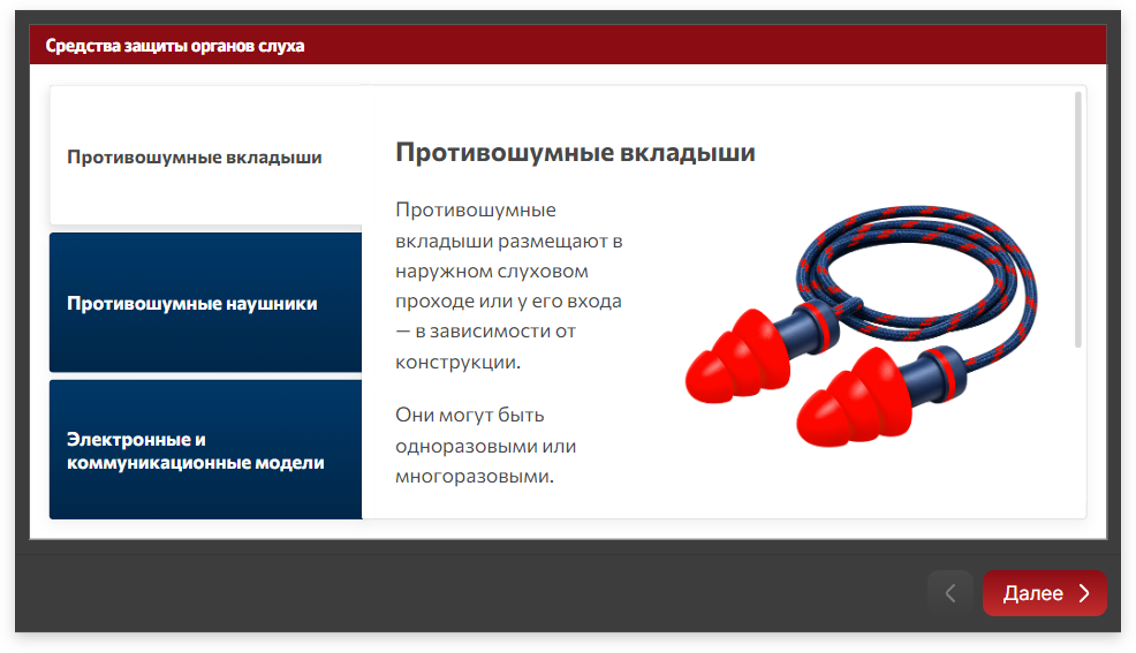 Средства защиты органов слуха
Противошумные вкладыши
Противошумные наушники
Электронные и
коммуникационные модели
Противошумные вкладыши
Противошумные
вкладыши размещают в
наружном слуховом
проходе или у его входа
— в зависимости от
конструкции.
Они могут быть
одноразовыми или
многоразовыми.
Далее